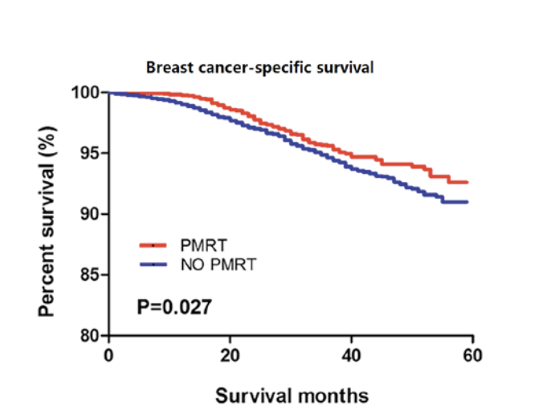 Breast cancer-specific survival
Percent survival (%)
100
95
90
85
80
PMRT
NO PMRT
P=0.027
0 20 40 60
Survival months